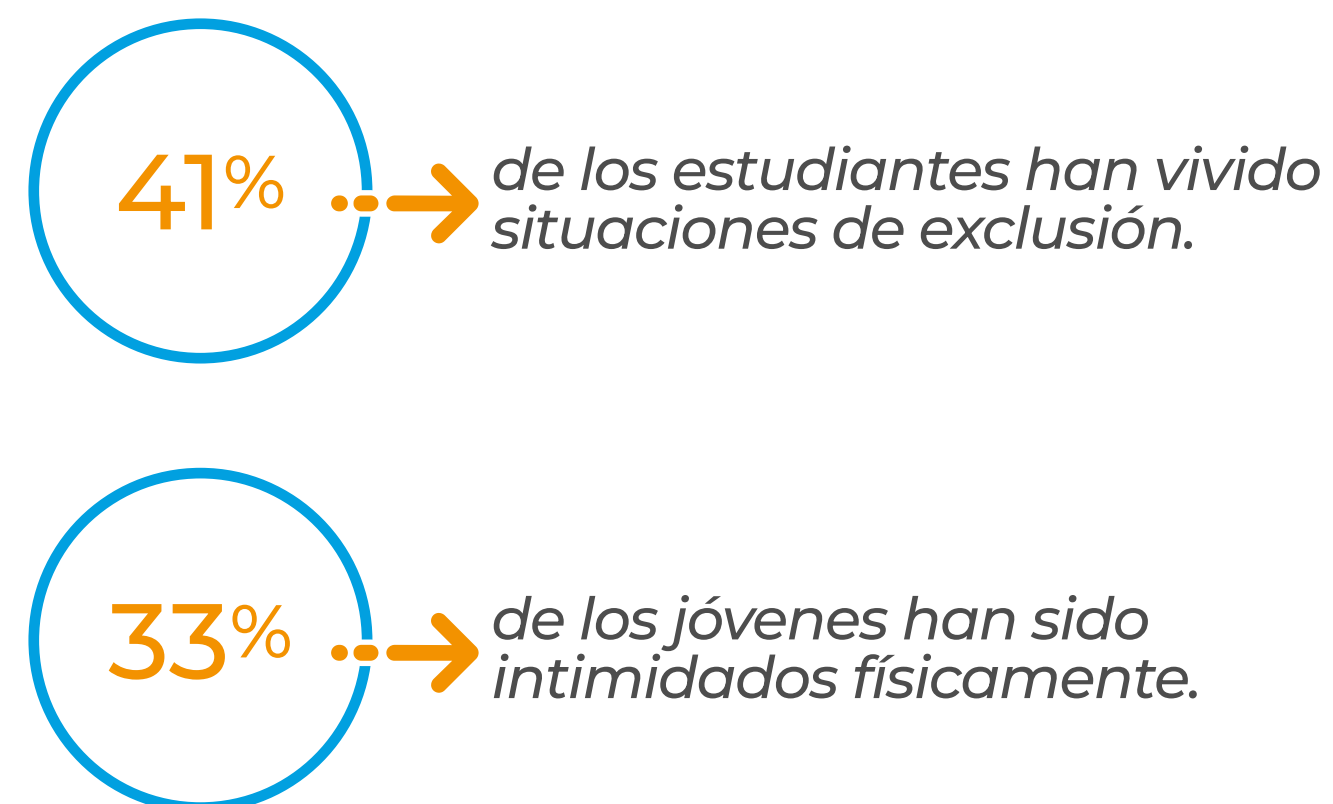 41%
de los estudiantes han vivido
situaciones de exclusión.
33%
de los jóvenes han sido
intimidados físicamente.